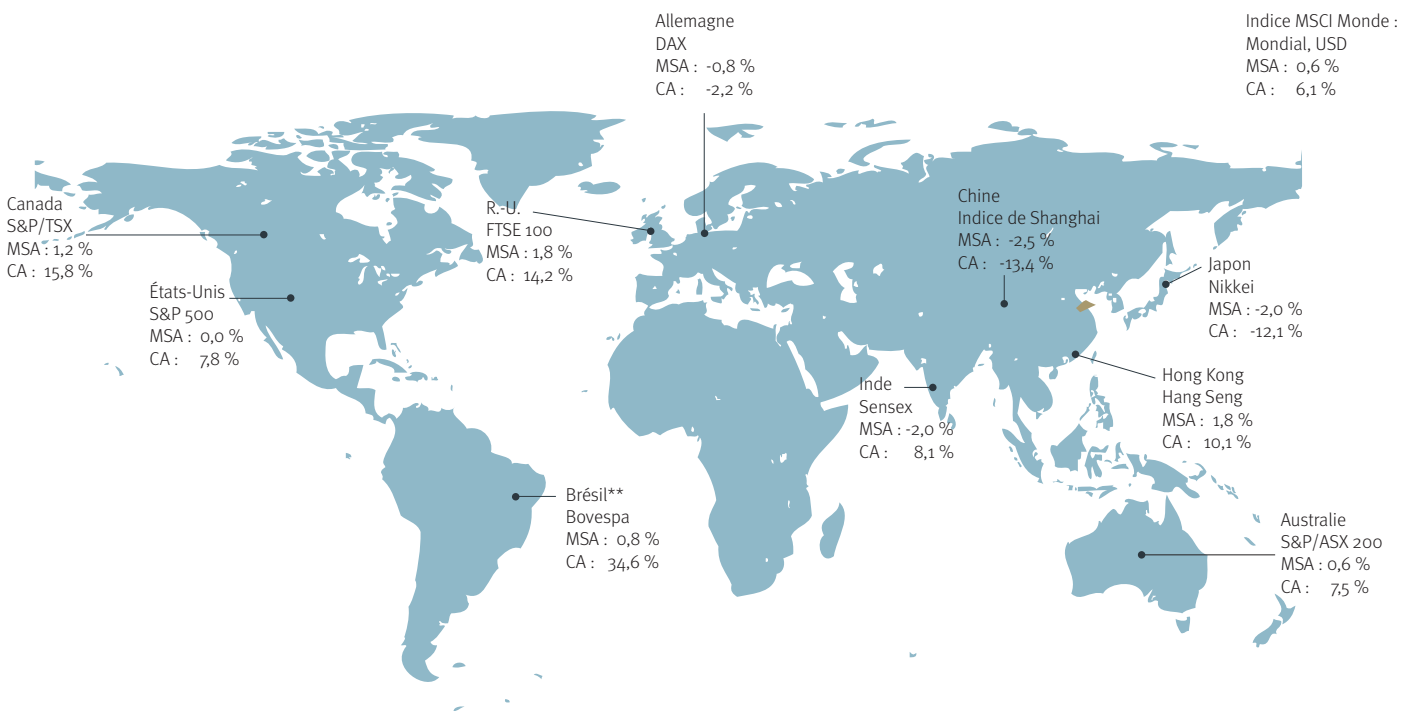 Allemagne
DAX
MSA : -0,8 %
CA : -2,2 %
Indice MSCI Monde :
Mondial, USD
MSA : 0,6 %
CA : 6,1 %
Canada
S&P/TSX
MSA : 1,2 %
CA : 15,8 %
États-Unis
S&P 500
MSA : 0,0 %
CA : 7,8 %
R.-U.
FTSE 100
MSA : 1,8 %
CA : 14,2 %
Chine
Indice de Shanghai
MSA : -2,5 %
CA : -13,4 %
Japon
Nikkei
MSA : -2,0 %
CA : -12,1 %
Hong Kong
Hang Seng
MSA : 1,8 %
CA : 10,1 %
Inde
Sensex
MSA : -2,0 %
CA : 8,1 %
Brésil**
Bovespa
MSA : 0,8 %
CA : 34,6 %
Australie
S&P/ASX 200
MSA : 0,6 %
CA : 7,5 %